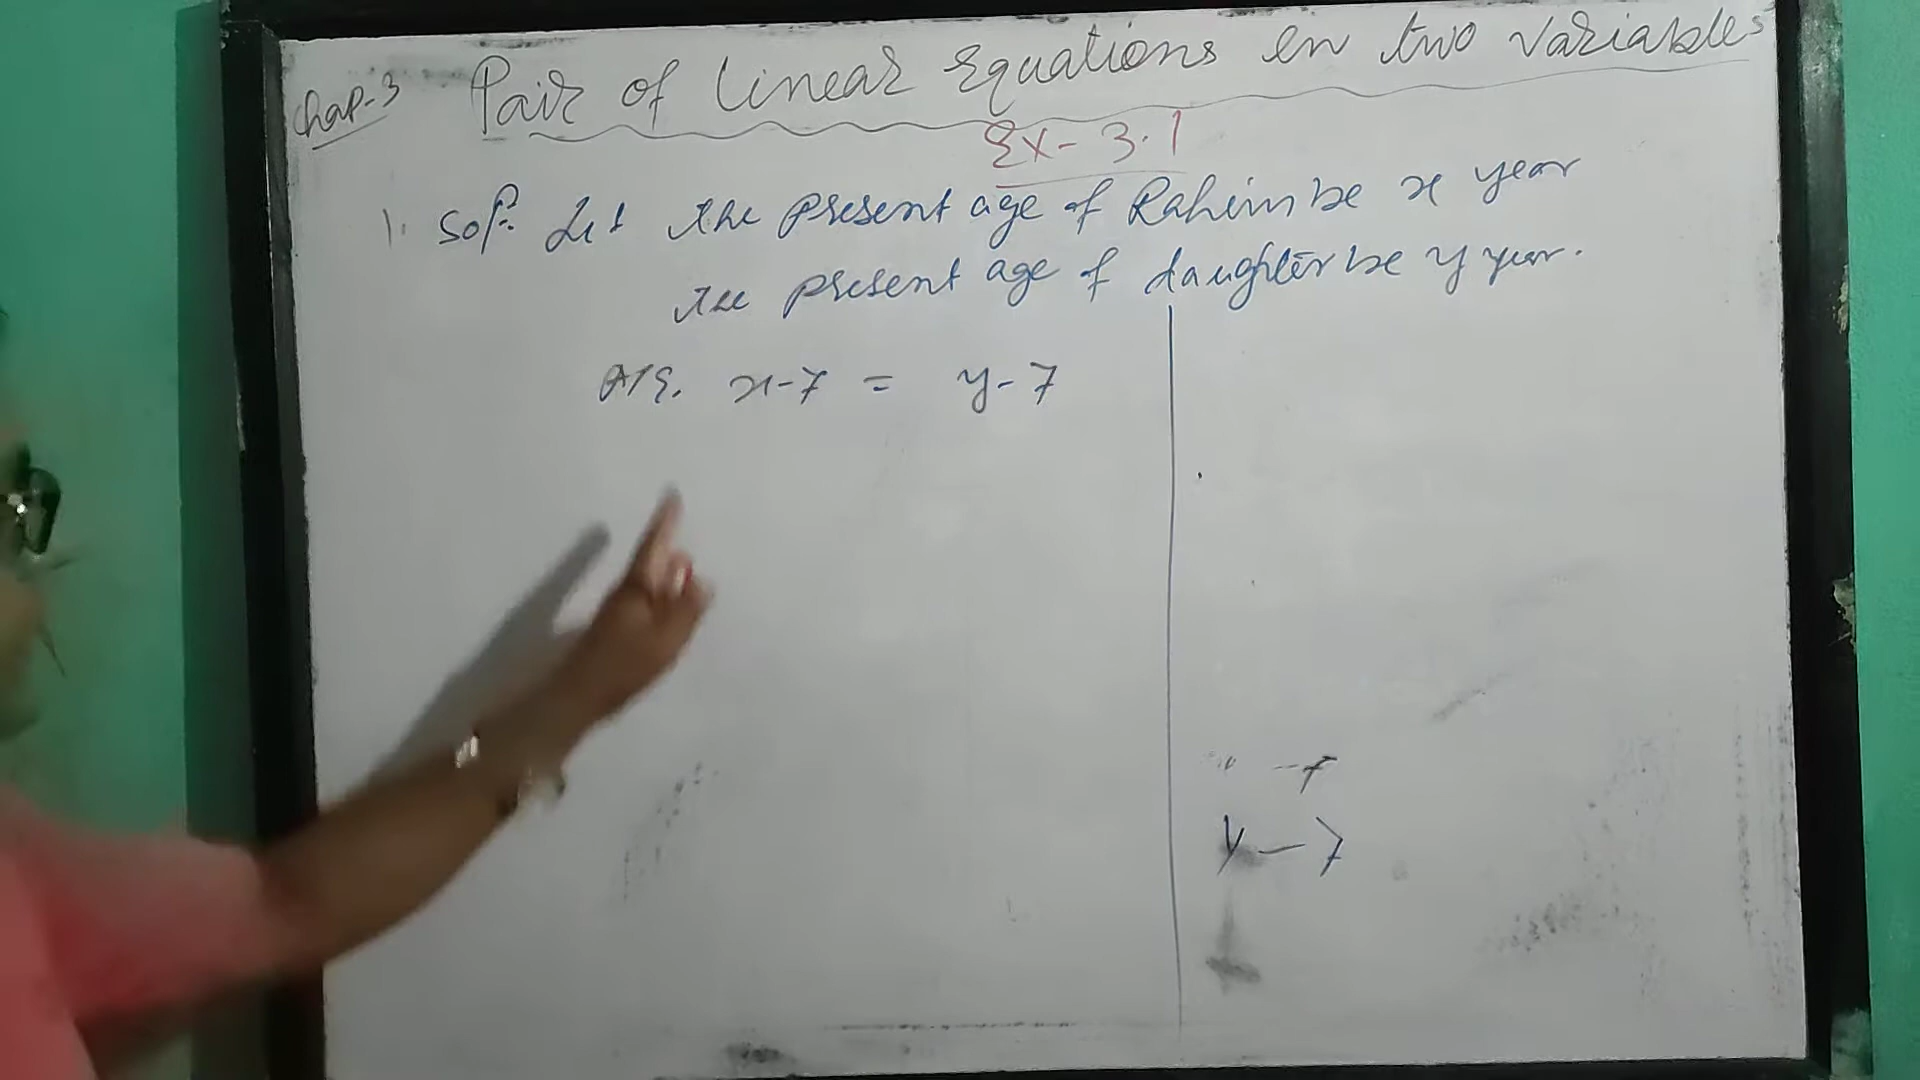 Chap-3 Pair of Linear Equations in two variables
Ex- 3.1
1. Sol. Let the present age of Rahim be x year
the present age of daughter be y year.
A/Q. x-7 = y-7
-7
y-7